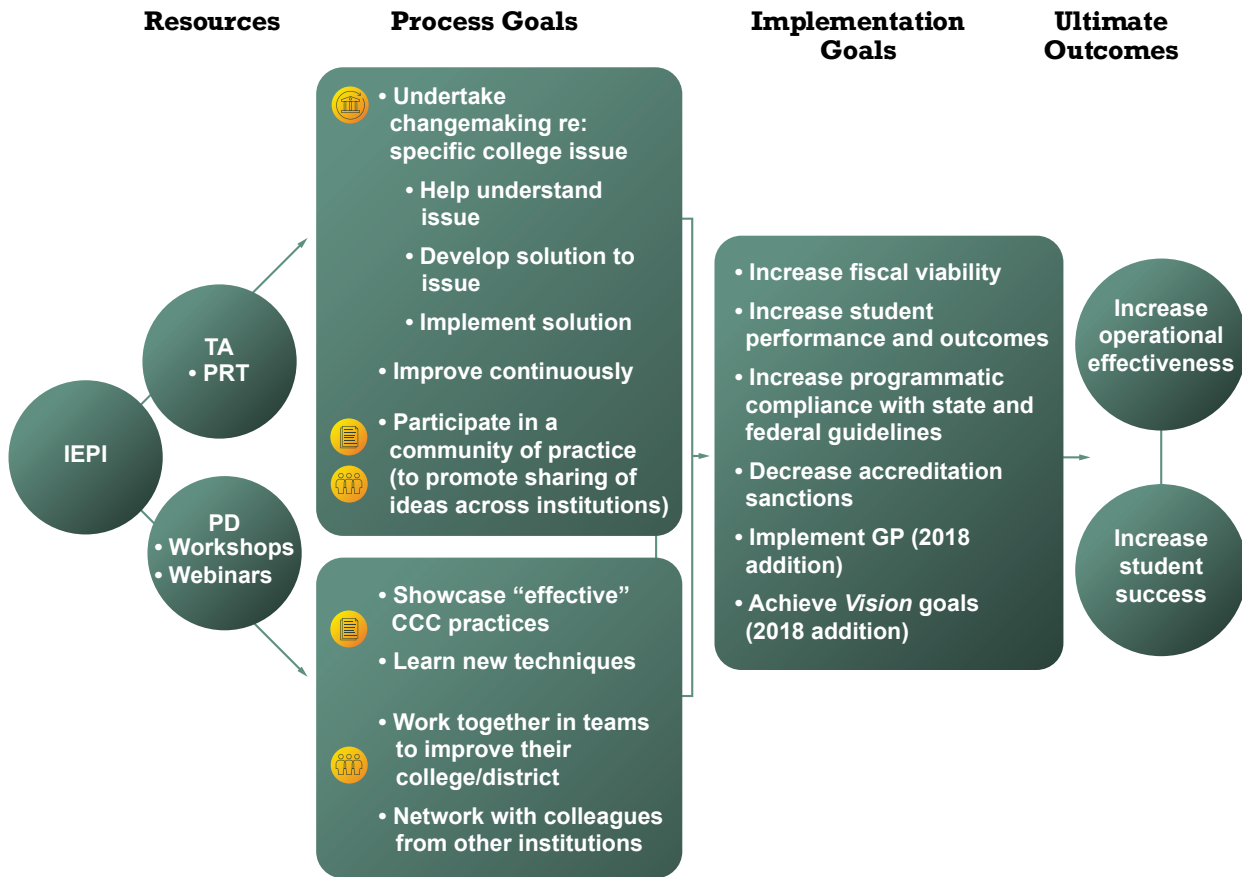 Resources
Process Goals
Implementation
Goals
Ultimate
Outcomes
IEPI
TA
• PRT
PD
• Workshops
• Webinars
• Undertake
changemaking re:
specific college issue
• Help understand
issue
• Develop solution to
issue
• Implement solution
• Improve continuously
• Participate in a
community of practice
(to promote sharing of
ideas across institutions)
• Showcase “effective”
CCC practices
• Learn new techniques
• Work together in teams
to improve their
college/district
• Network with colleagues
from other institutions
• Increase fiscal viability
• Increase student
performance and outcomes
• Increase programmatic
compliance with state and
federal guidelines
• Decrease accreditation
sanctions
• Implement GP (2018
addition)
• Achieve Vision goals
(2018 addition)
Increase
operational
effectiveness
Increase
student
success